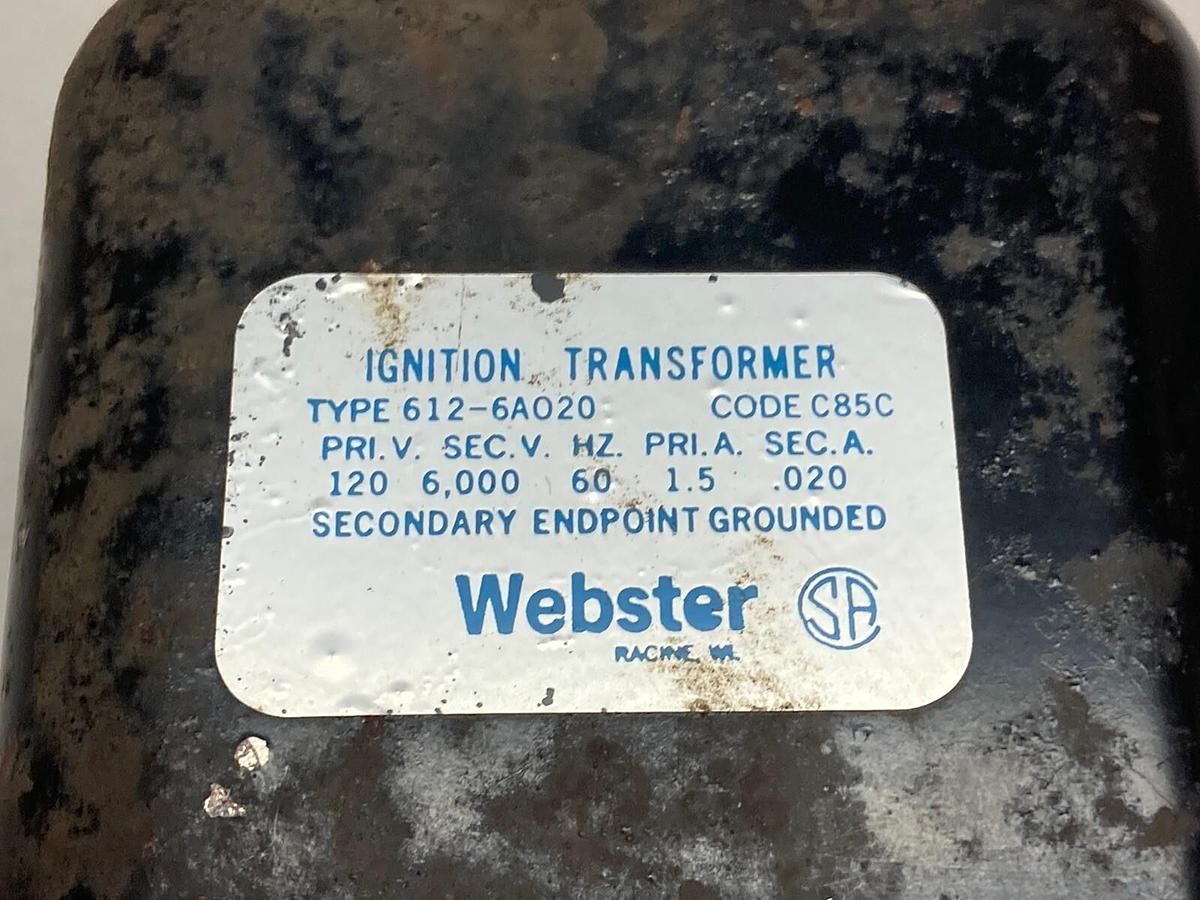 IGNITION TRANSFORMER
TYPE 612-6A020 CODE C85C
PRI.V. SEC.V. HZ. PRI.A. SEC.A.
120 6,000 60 1.5 .020
SECONDARY ENDPOINT GROUNDED
Webster CSA
RACINE, WI.